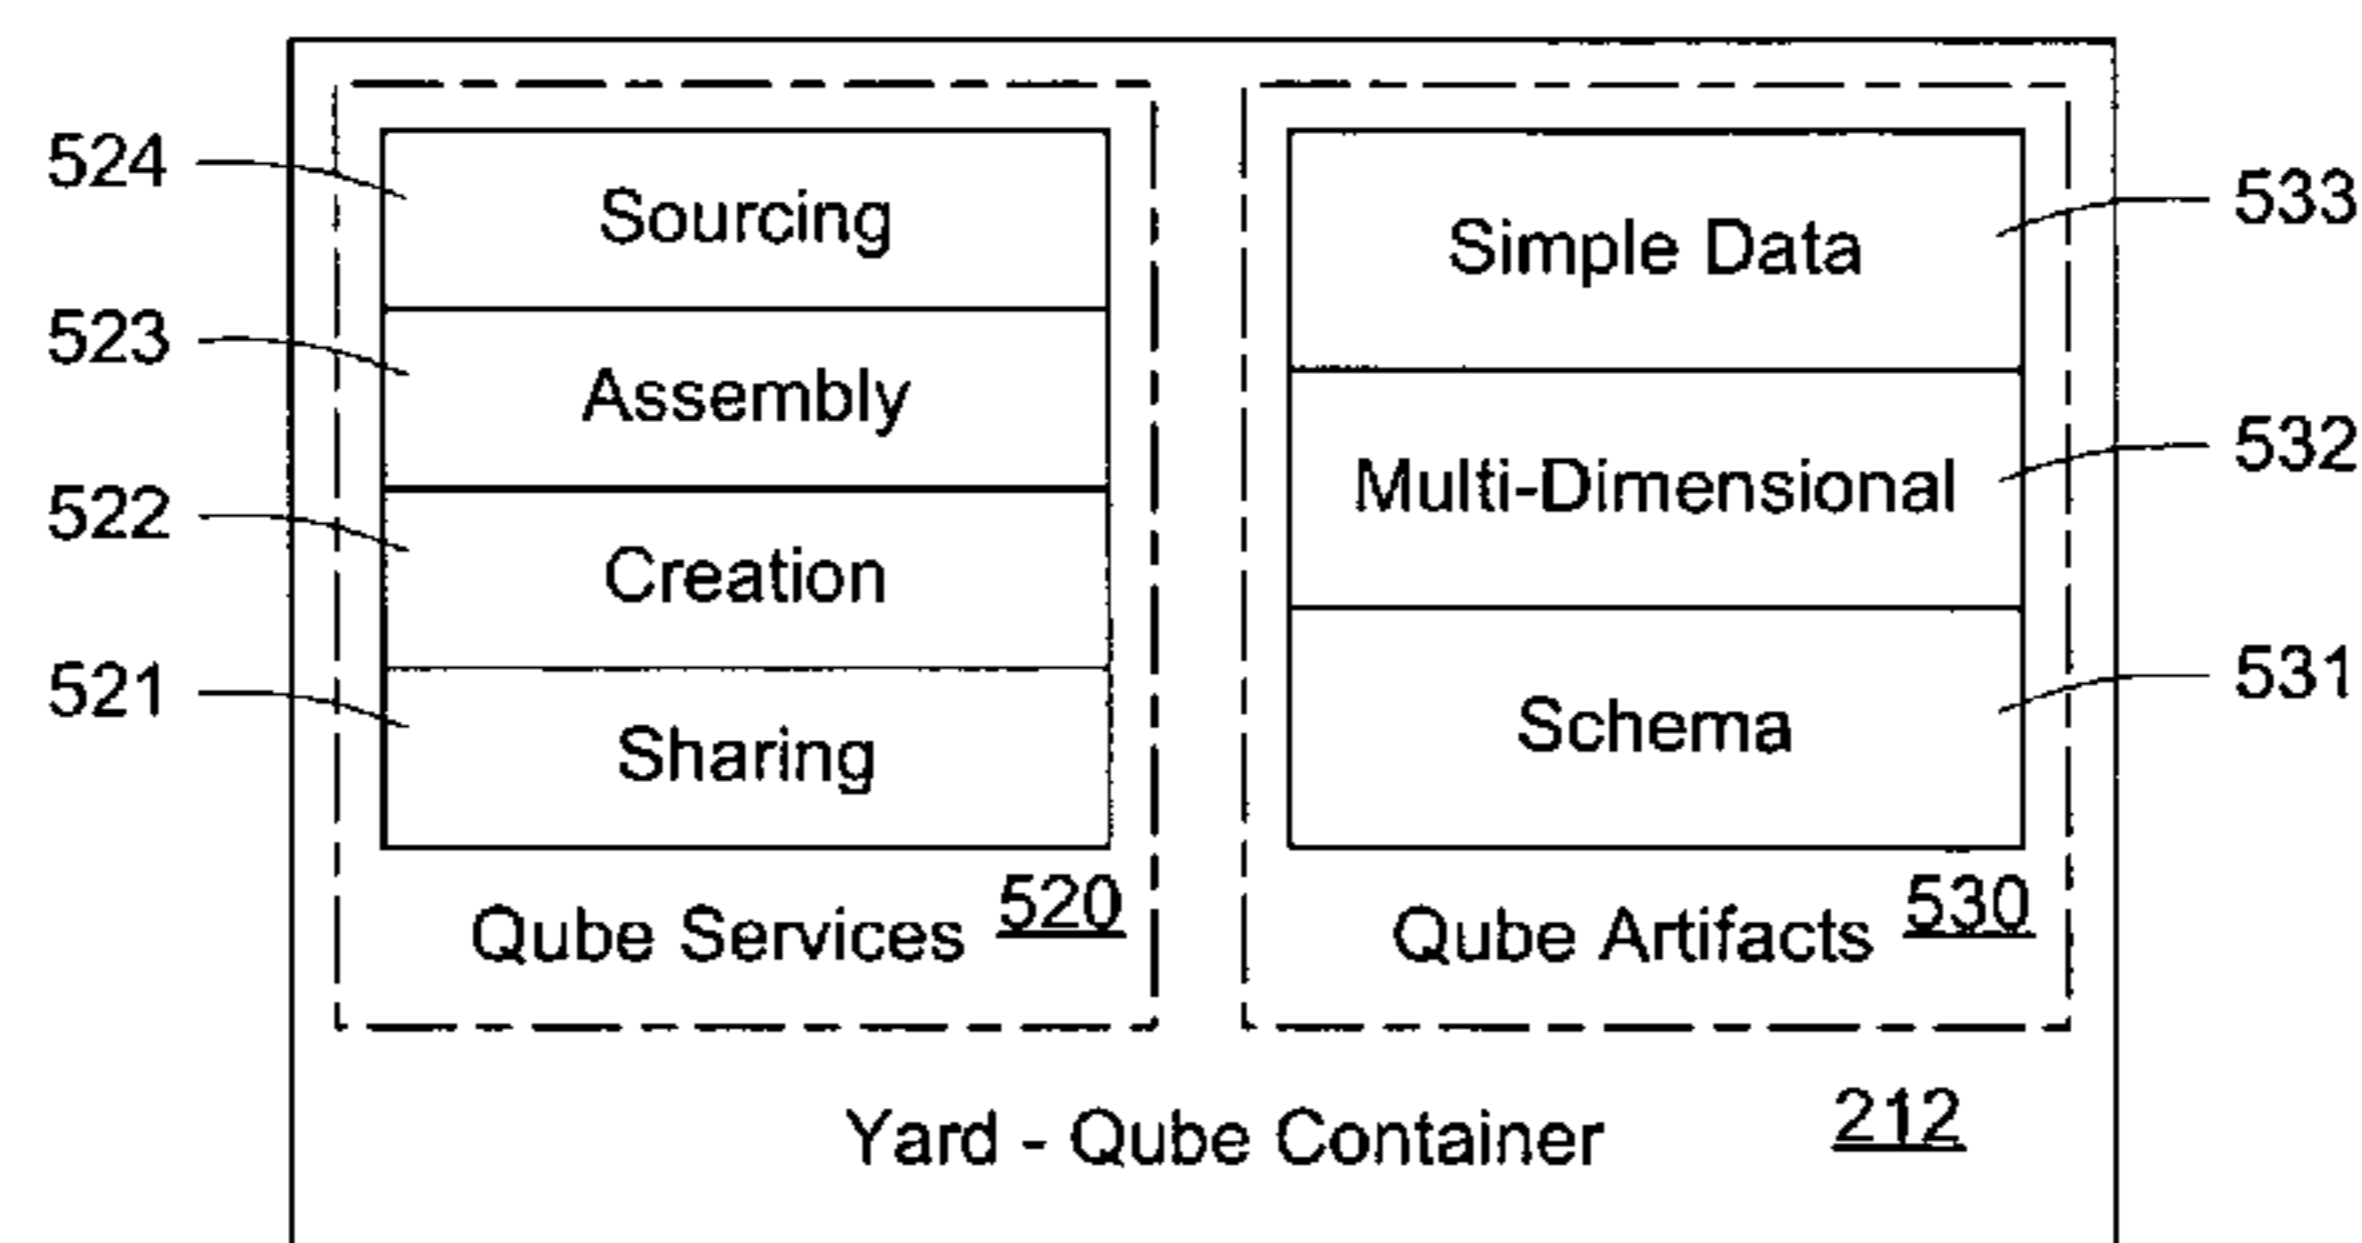 524
Sourcing
523
Assembly
522
Creation
521
Sharing
Qube Services 520
Simple Data
533
Multi-Dimensional
532
Schema
531
Qube Artifacts 530
Yard - Qube Container 212